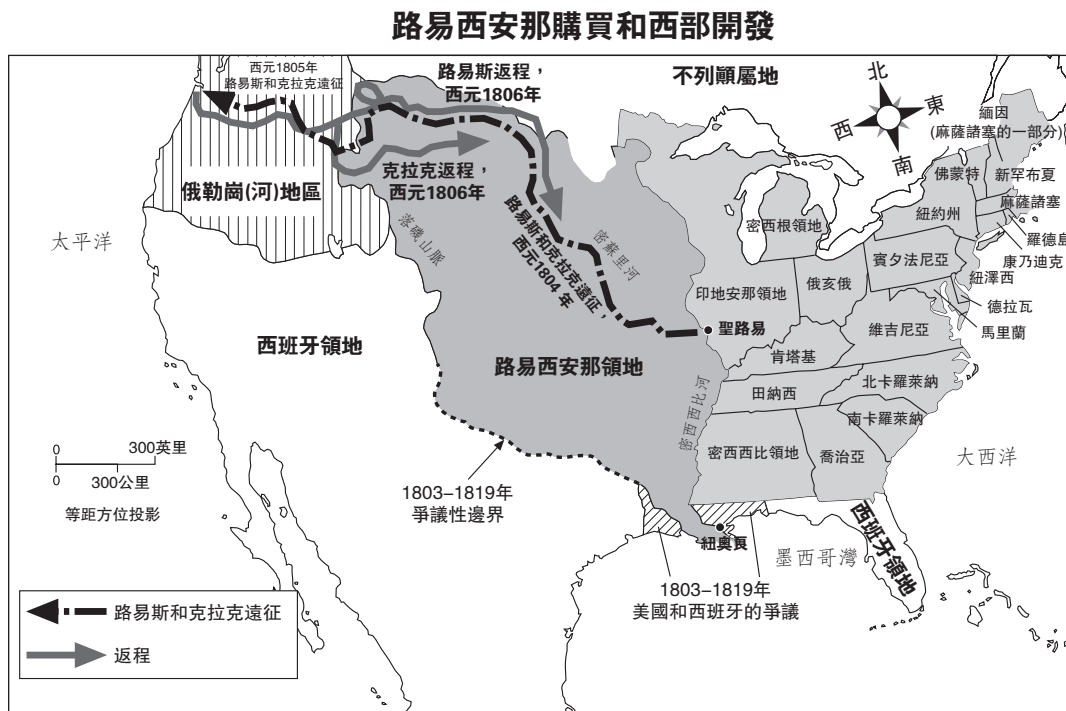 路易西安那購買和西部開發
西元1805年
路易斯和克拉克遠征
路易斯返程，
西元1806年
不列顛屬地
北
東
西
南
緬因
(麻薩諸塞的一部分)
佛蒙特
新罕布夏
麻薩諸塞
紐約州
羅德島
康乃迪克
克拉克返程，
西元1806年
俄勒崗(河)地區
太平洋
落磯山脈
路易斯和克拉克遠征，
西元1804年
密蘇里河
密西根領地
賓夕法尼亞
紐澤西
印地安那領地
俄亥俄
德拉瓦
馬里蘭
聖路易
維吉尼亞
西班牙領地
路易西安那領地
肯塔基
田納西
北卡羅萊納
南卡羅萊納
密西西比河
密西西比領地
喬治亞
大西洋
0 300英里
0 300公里
等距方位投影
1803–1819年
爭議性邊界
紐奧良
墨西哥灣
西班牙領地
1803–1819年
美國和西班牙的爭議
路易斯和克拉克遠征
返程